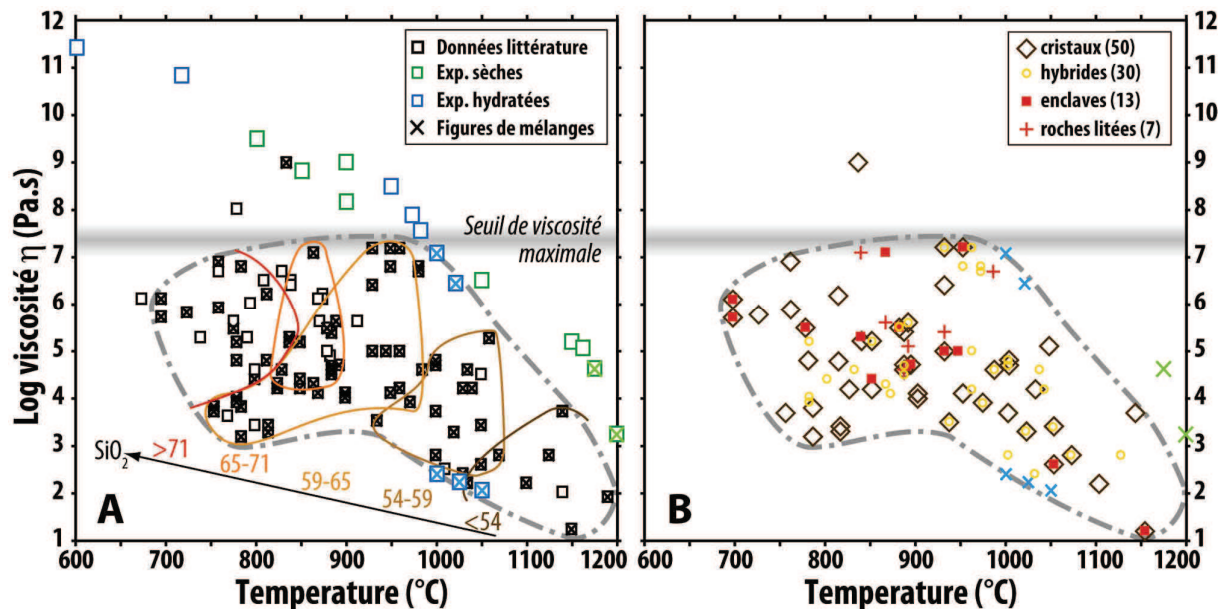 12
11
10
9
8
7
6
5
4
3
2
1
Log viscosité η (Pa.s)
Données littérature
Exp. sèches
Exp. hydratées
Figures de mélanges
Seuil de viscosité
maximale
SiO2
>71
65-71
59-65
54-59
<54
A
600 700 800 900 1000 1100 1200
Temperature (°C)
cristaux (50)
hybrides (30)
enclaves (13)
roches litées (7)
B
700 800 900 1000 1100 1200
Temperature (°C)
12
11
10
9
8
7
6
5
4
3
2
1